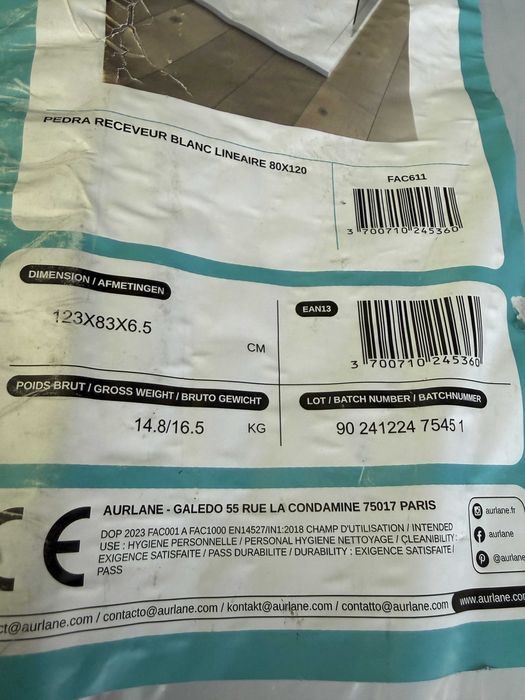 PEDRA RECEVEUR BLANC LINEAIRE 80X120
FAC611
3 700710 245360
DIMENSION / AFMETINGEN
123X83X6.5
CM
EAN13
3 700710 245360
POIDS BRUT / GROSS WEIGHT / BRUTO GEWICHT
14.8/16.5 KG
LOT / BATCH NUMBER / BATCHNUMMER
90 241224 75451
CE
AURLANE - GALEDO 55 RUE LA CONDAMINE 75017 PARIS
DOP 2023 FAC001 A FAC1000 EN14527/IN1:2018 CHAMP D'UTILISATION / INTENDED
USE : HYGIENE PERSONNELLE / PERSONAL HYGIENE NETTOYAGE / CLEANIBILITY :
EXIGENCE SATISFAITE / PASS DURABILITE / DURABILITY : EXIGENCE SATISFAITE /
PASS
aurlane.fr
aurlane
@aurlane
ct@aurlane.com / contacto@aurlane.com / kontakt@aurlane.com / contatto@aurlane.com
www.aurlane.com